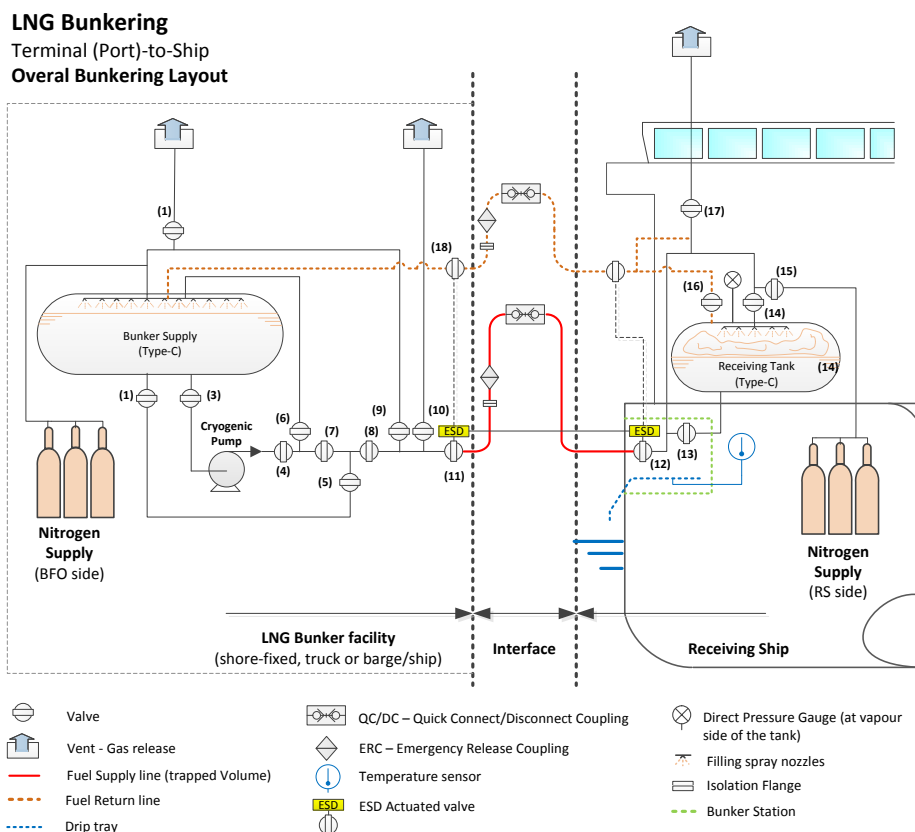 LNG Bunkering
Terminal (Port)-to-Ship
Overal Bunkering Layout
(1)
(17)
(18)
(15)
(16)
(14)
Bunker Supply
(Type-C)
Receiving Tank
(Type-C)
(14)
(1)
(3)
(9)
(10)
Cryogenic
Pump
(6)
(7)
(8)
ESD
ESD
(4)
(5)
(11)
(12)
(13)
Nitrogen
Supply
(BFO side)
Nitrogen
Supply
(RS side)
LNG Bunker facility
(shore-fixed, truck or barge/ship)
Interface
Receiving Ship
Valve
Vent - Gas release
Fuel Supply line (trapped Volume)
Fuel Return line
Drip tray
QC/DC – Quick Connect/Disconnect Coupling
ERC – Emergency Release Coupling
Temperature sensor
ESD
ESD Actuated valve
Direct Pressure Gauge (at vapour
side of the tank)
Filling spray nozzles
Isolation Flange
Bunker Station